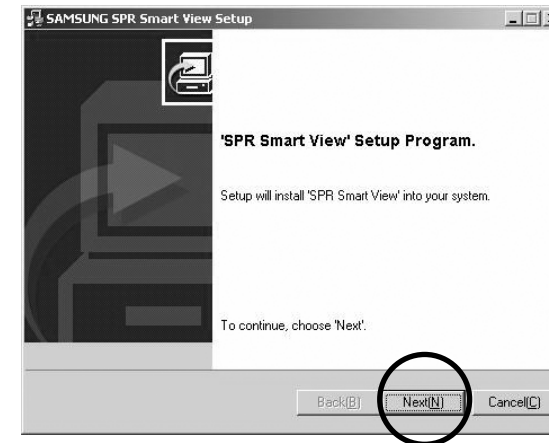 SAMSUNG SPR Smart View Setup
'SPR Smart View' Setup Program.
Setup will install 'SPR Smart View' into your system.
To continue, choose 'Next'.
Back(B) Next(N) Cancel(C)